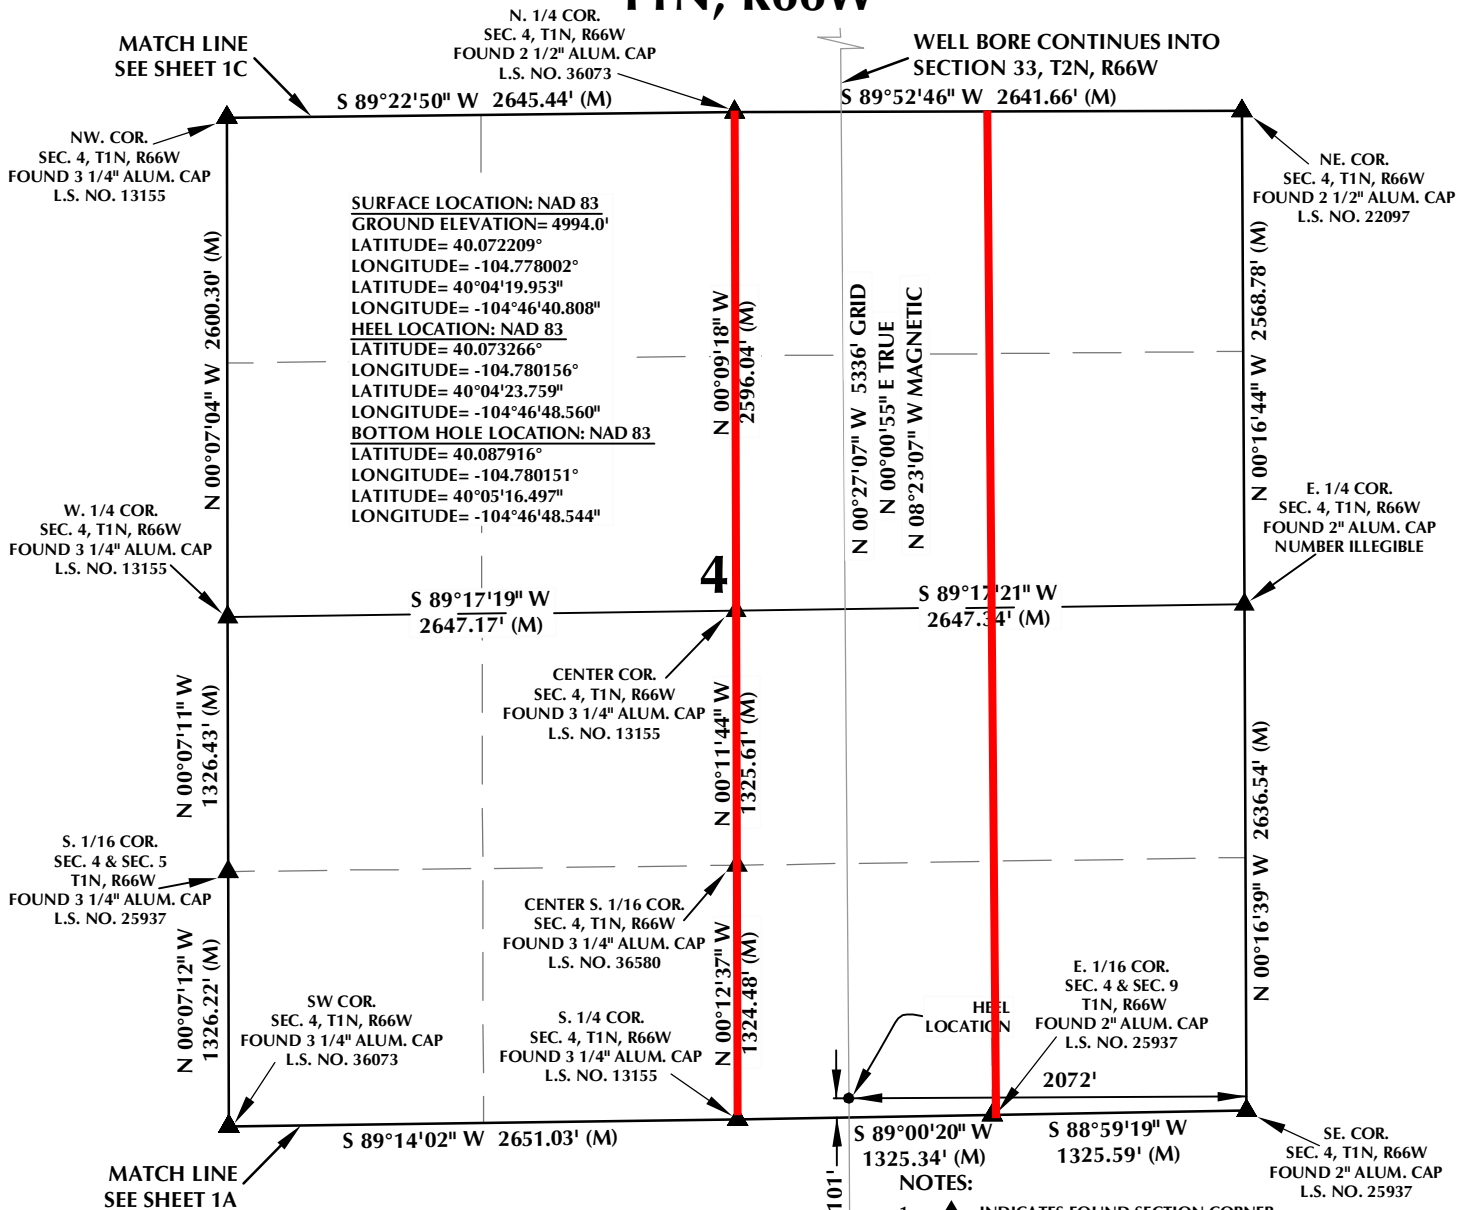 T1N, R66W
N. 1/4 COR.
SEC. 4, T1N, R66W
FOUND 2 1/2" ALUM. CAP
L.S. NO. 36073
MATCH LINE
SEE SHEET 1C
WELL BORE CONTINUES INTO
SECTION 33, T2N, R66W
S 89°22'50" W 2645.44' (M)
S 89°52'46" W 2641.66' (M)
NW. COR.
SEC. 4, T1N, R66W
FOUND 3 1/4" ALUM. CAP
L.S. NO. 13155
NE. COR.
SEC. 4, T1N, R66W
FOUND 2 1/2" ALUM. CAP
L.S. NO. 22097
SURFACE LOCATION: NAD 83
GROUND ELEVATION= 4994.0'
LATITUDE= 40.072209°
LONGITUDE= -104.778002°
LATITUDE= 40°04'19.953"
LONGITUDE= -104°46'40.808"
HEEL LOCATION: NAD 83
LATITUDE= 40.073266°
LONGITUDE= -104.780156°
LATITUDE= 40°04'23.759"
LONGITUDE= -104°46'48.560"
BOTTOM HOLE LOCATION: NAD 83
LATITUDE= 40.087916°
LONGITUDE= -104.780151°
LATITUDE= 40°05'16.497"
LONGITUDE= -104°46'48.544"
N 00°07'04" W 2600.30' (M)
N 00°09'18" W
2596.04' (M)
N 00°27'07" W 5336' GRID
N 00°00'55" E TRUE
N 08°23'07" W MAGNETIC
N 00°16'44" W 2568.78' (M)
W. 1/4 COR.
SEC. 4, T1N, R66W
FOUND 3 1/4" ALUM. CAP
L.S. NO. 13155
E. 1/4 COR.
SEC. 4, T1N, R66W
FOUND 2" ALUM. CAP
NUMBER ILLEGIBLE
4
S 89°17'19" W
2647.17' (M)
S 89°17'21" W
2647.34' (M)
CENTER COR.
SEC. 4, T1N, R66W
FOUND 3 1/4" ALUM. CAP
L.S. NO. 13155
N 00°07'11" W
1326.43' (M)
N 00°11'44" W
1325.61' (M)
N 00°16'39" W 2636.54' (M)
S. 1/16 COR.
SEC. 4 & SEC. 5
T1N, R66W
FOUND 3 1/4" ALUM. CAP
L.S. NO. 25937
CENTER S. 1/16 COR.
SEC. 4, T1N, R66W
FOUND 3 1/4" ALUM. CAP
L.S. NO. 36580
N 00°07'12" W
1326.22' (M)
N 00°12'37" W
1324.48' (M)
SW COR.
SEC. 4, T1N, R66W
FOUND 3 1/4" ALUM. CAP
L.S. NO. 36073
S. 1/4 COR.
SEC. 4, T1N, R66W
FOUND 3 1/4" ALUM. CAP
L.S. NO. 13155
HEEL
LOCATION
E. 1/16 COR.
SEC. 4 & SEC. 9
T1N, R66W
FOUND 2" ALUM. CAP
L.S. NO. 25937
2072'
S 89°14'02" W 2651.03' (M)
S 89°00'20" W
1325.34' (M)
S 88°59'19" W
1325.59' (M)
SE. COR.
SEC. 4, T1N, R66W
FOUND 2" ALUM. CAP
L.S. NO. 25937
MATCH LINE
SEE SHEET 1A
101'
NOTES:
1. INDICATES FOUND SECTION CORNER